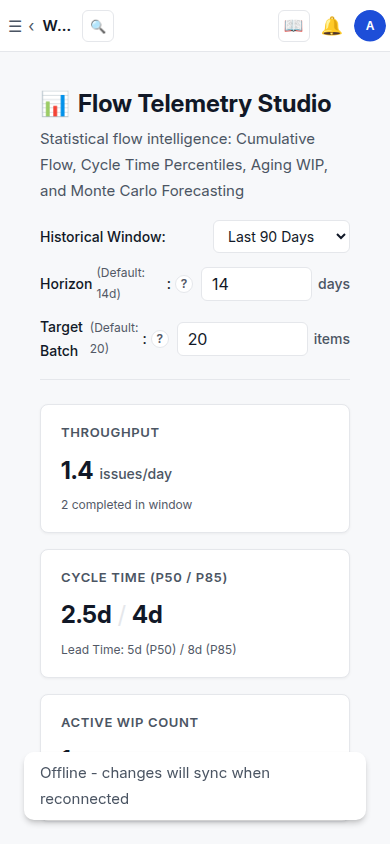 W...
A
Flow Telemetry Studio
Statistical flow intelligence: Cumulative
Flow, Cycle Time Percentiles, Aging WIP,
and Monte Carlo Forecasting
Historical Window: Last 90 Days
Horizon (Default: 14d) : ? 14 days
Target Batch (Default: 20) : ? 20 items
THROUGHPUT
1.4 issues/day
2 completed in window
CYCLE TIME (P50 / P85)
2.5d / 4d
Lead Time: 5d (P50) / 8d (P85)
ACTIVE WIP COUNT
Offline - changes will sync when
reconnected